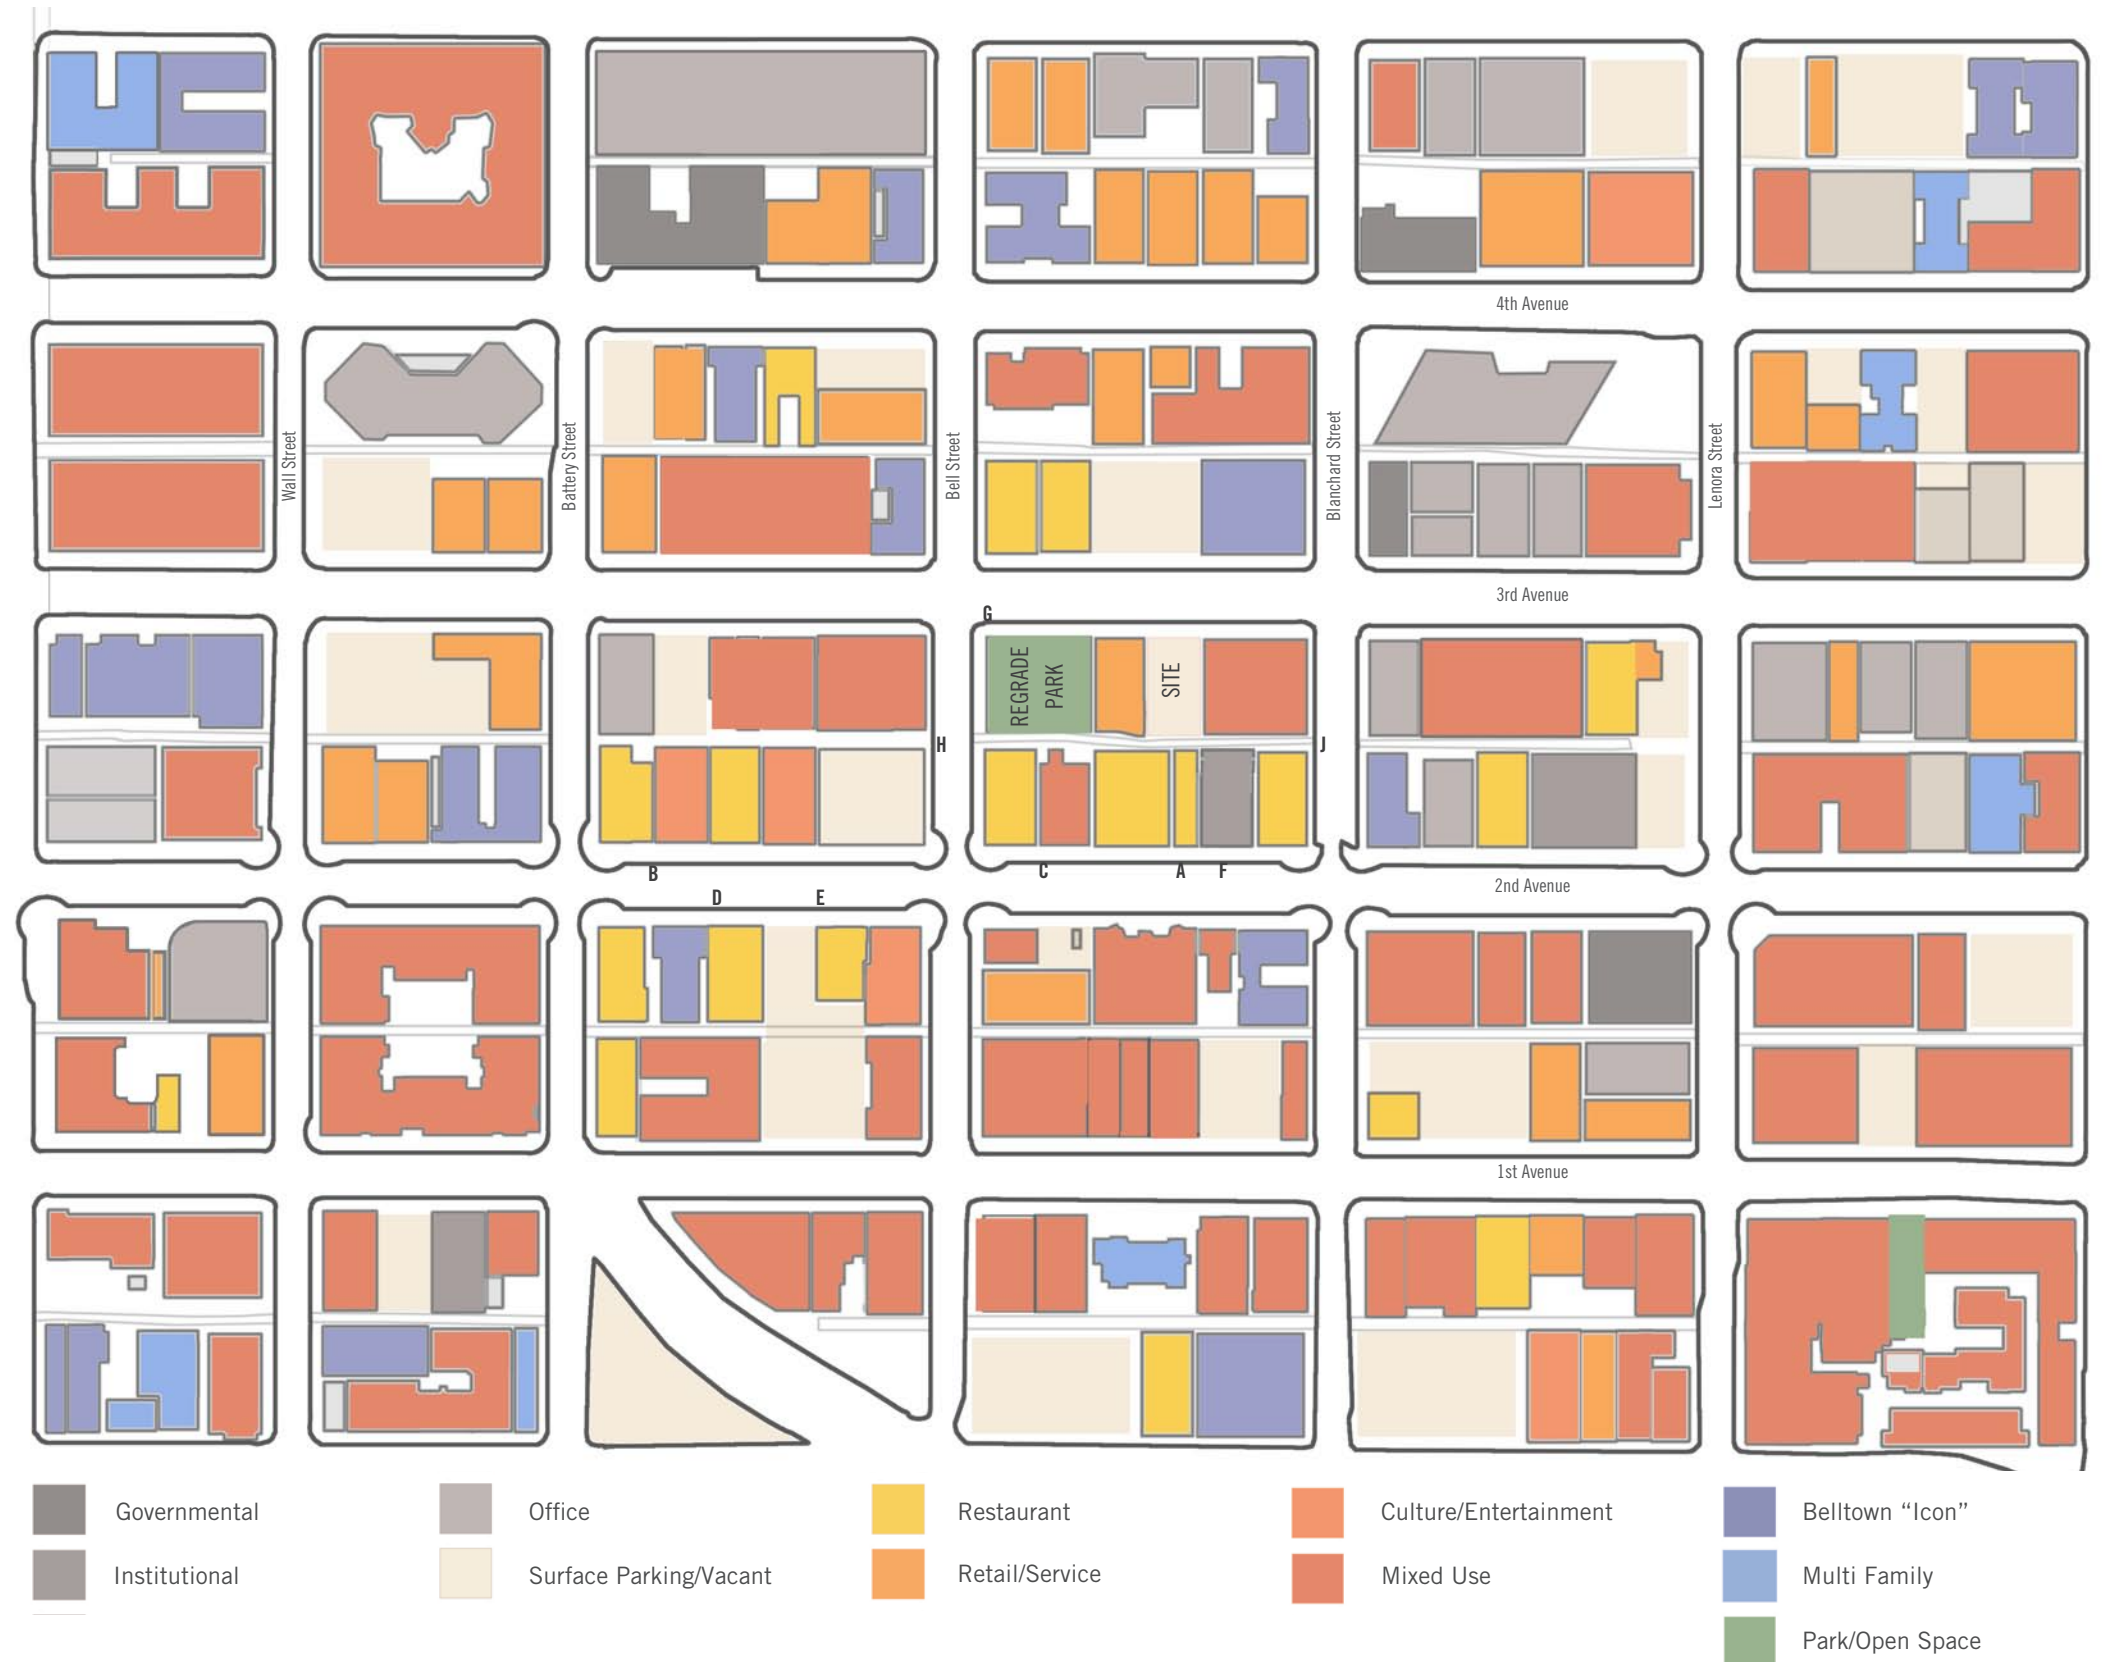 4th Avenue
Wall Street
Battery Street
Bell Street
Blanchard Street
Lenora Street
3rd Avenue
G
REGRADE
PARK
SITE
H
J
B
C
A
F
2nd Avenue
D
E
1st Avenue
Governmental
Office
Restaurant
Culture/Entertainment
Belltown “Icon”
Institutional
Surface Parking/Vacant
Retail/Service
Mixed Use
Multi Family
Park/Open Space